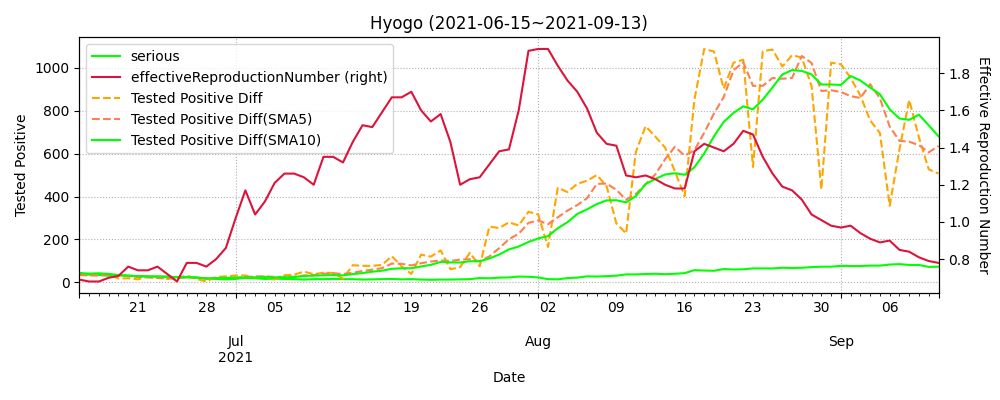 Hyogo (2021-06-15~2021-09-13)
serious
effectiveReproductionNumber (right)
Tested Positive Diff
Tested Positive Diff(SMA5)
Tested Positive Diff(SMA10)
Tested Positive
1000
800
600
400
200
0
1.8
1.6
1.4
1.2
1.0
0.8
Effective Reproduction Number
21
28
05
12
19
26
02
09
16
23
30
06
Jul
2021
Aug
Sep
Date